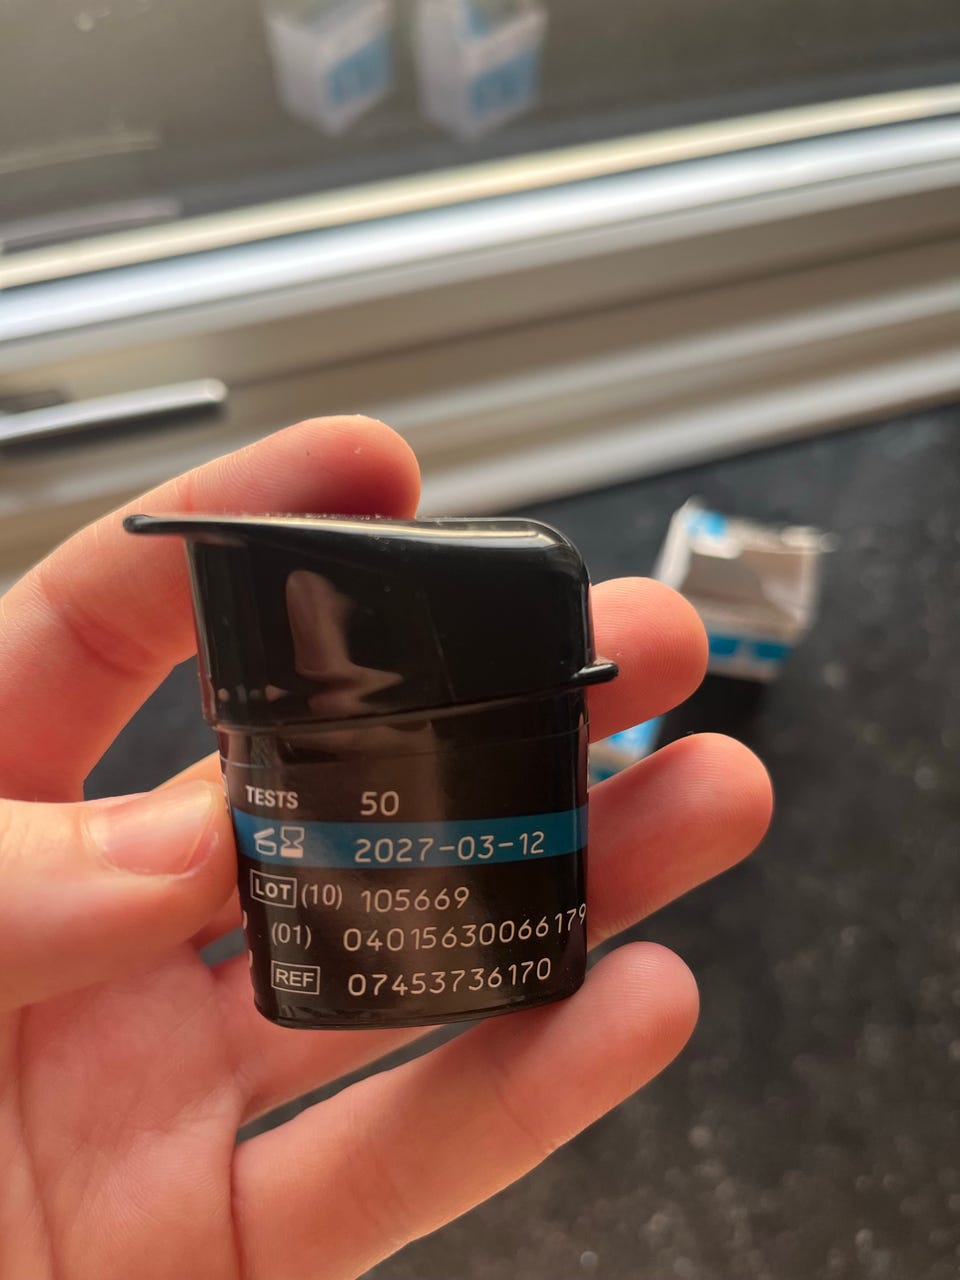 TESTS 50
2027-03-12
LOT (10) 105669
(01) 04015630066179
REF 07453736170